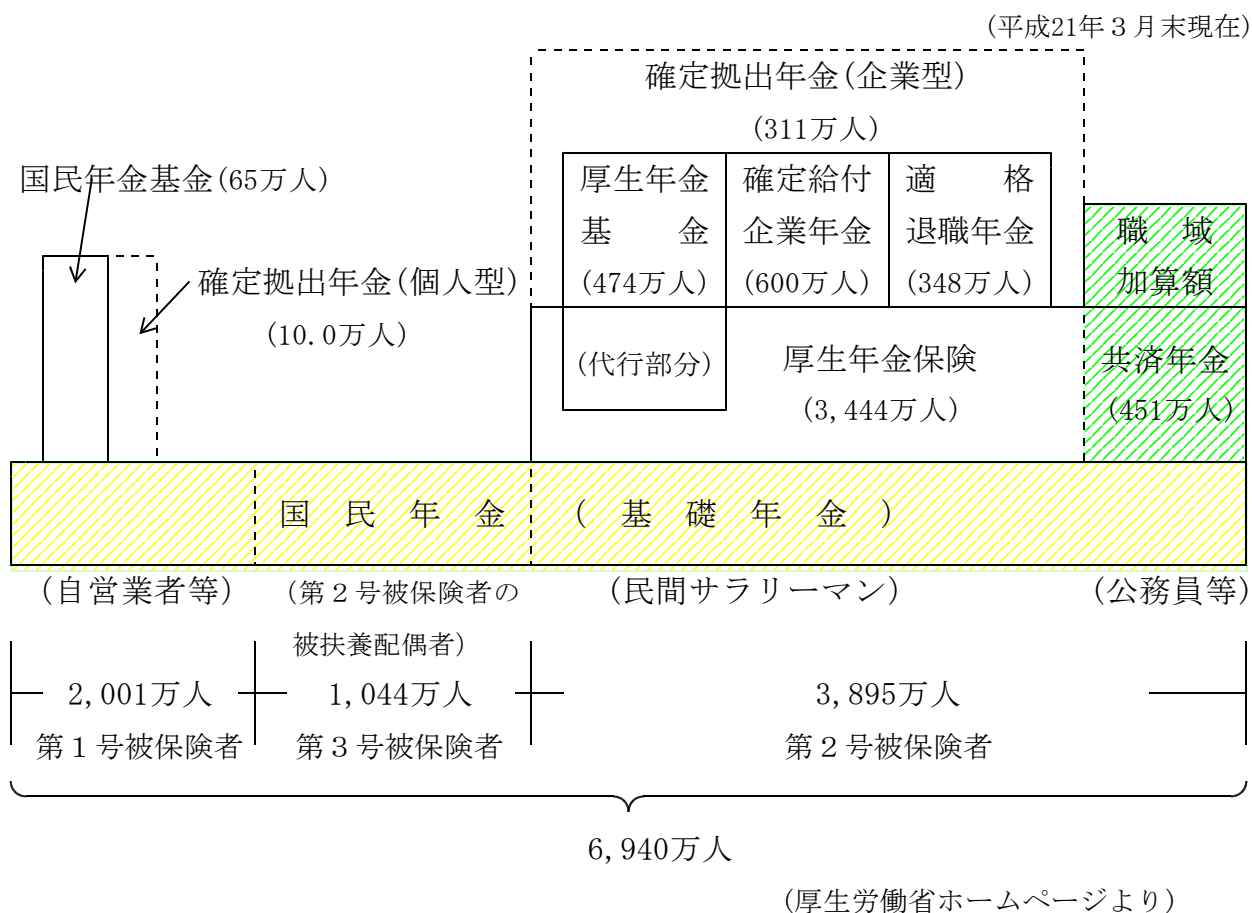 (平成21年３月末現在)
確定拠出年金(企業型)
(311万人)
国民年金基金(65万人)
厚生年金
基　　金
(474万人)
確定給付
企業年金
(600万人)
適　　格
退職年金
(348万人)
職　域
加算額
確定拠出年金(個人型)
(10.0万人)
(代行部分)
厚生年金保険
(3,444万人)
共済年金
(451万人)
国　民　年　金　(　基　礎　年　金　)
(自営業者等)
(第２号被保険者の
被扶養配偶者)
(民間サラリーマン)
(公務員等)
2,001万人
第１号被保険者
1,044万人
第３号被保険者
3,895万人
第２号被保険者
6,940万人
(厚生労働省ホームページより)